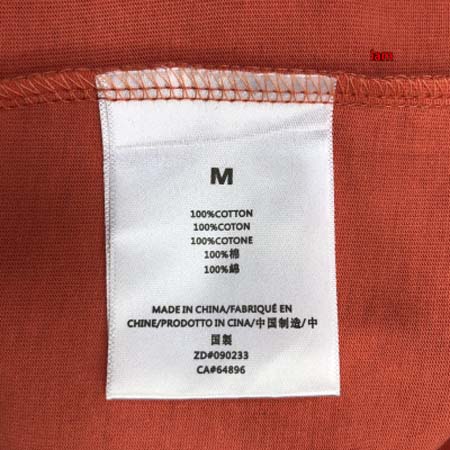 lam
M
100%COTTON
100%COTON
100%COTONE
100%棉
100%綿
MADE IN CHINA/FABRIQUÉ EN
CHINE/PRODOTTO IN CINA/中国制造/中
国製
ZD#090233
CA#64896